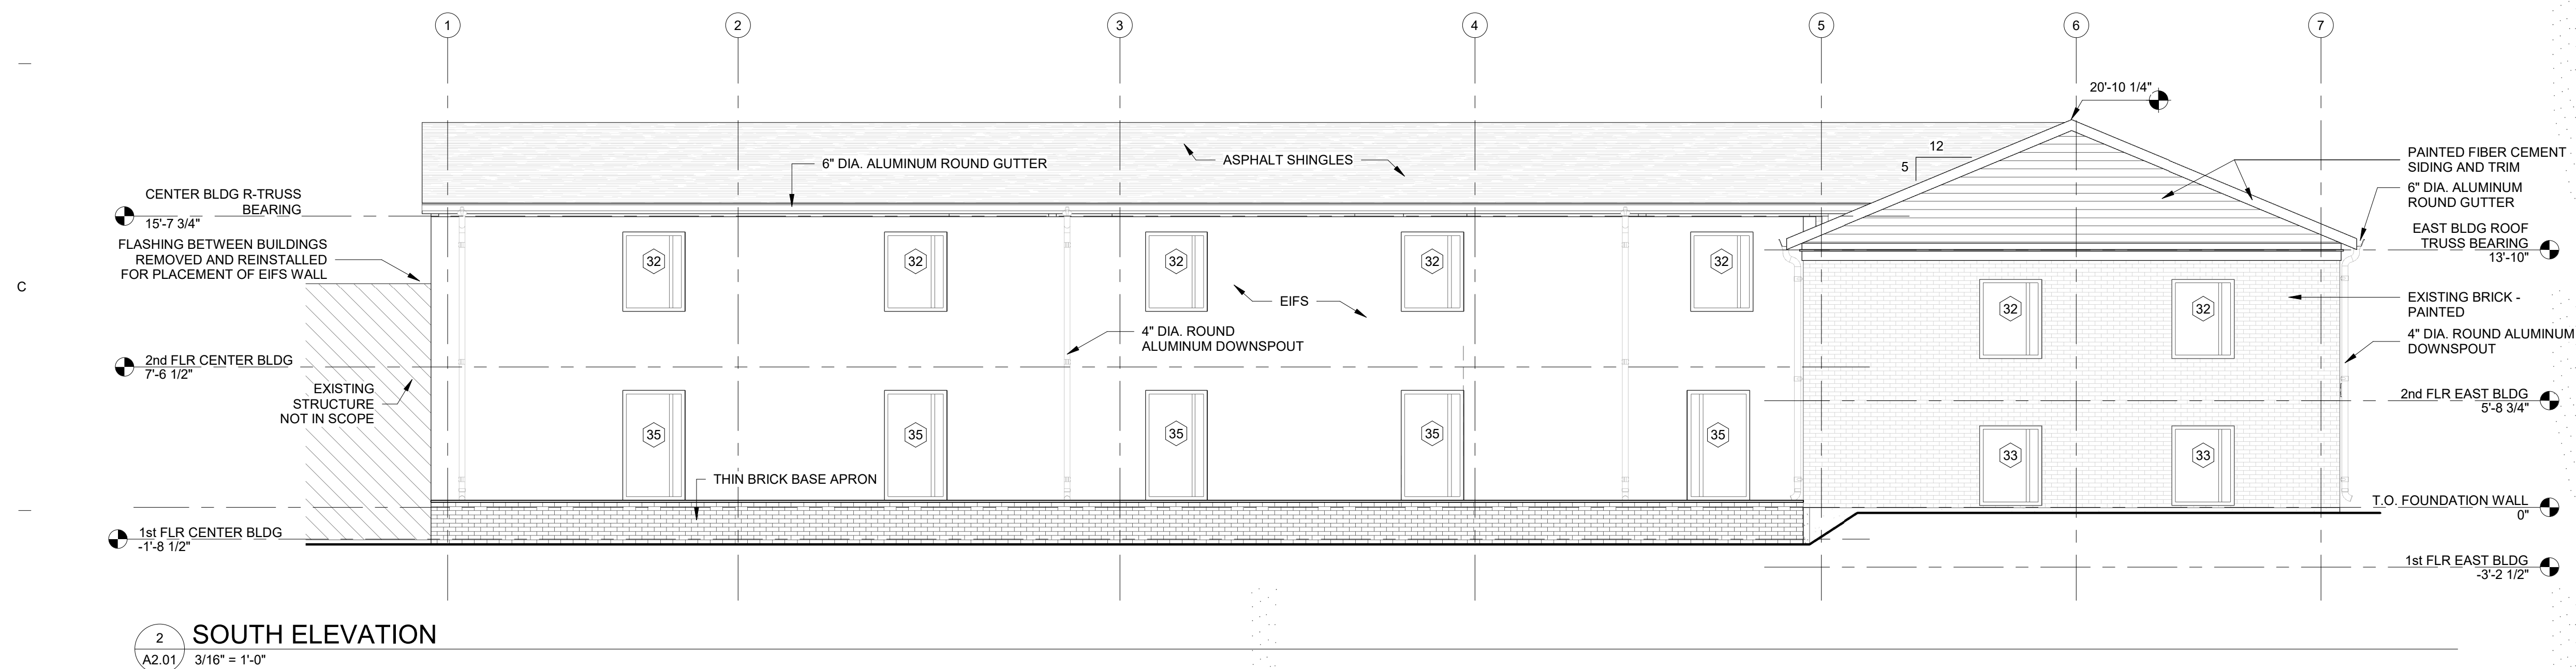 1
2
3
4
5
6
7
20'-10 1/4"
12
5
6" DIA. ALUMINUM ROUND GUTTER
ASPHALT SHINGLES
PAINTED FIBER CEMENT
SIDING AND TRIM
6" DIA. ALUMINUM
ROUND GUTTER
CENTER BLDG R-TRUSS
BEARING
15'-7 3/4"
EAST BLDG ROOF
TRUSS BEARING
13'-10"
FLASHING BETWEEN BUILDINGS
REMOVED AND REINSTALLED
FOR PLACEMENT OF EIFS WALL
C
32
32
32
32
32
32
32
EIFS
EXISTING BRICK -
PAINTED
4" DIA. ROUND
ALUMINUM DOWNSPOUT
4" DIA. ROUND ALUMINUM
DOWNSPOUT
2nd FLR CENTER BLDG
7'-6 1/2"
EXISTING
STRUCTURE
NOT IN SCOPE
2nd FLR EAST BLDG
5'-8 3/4"
35
35
35
35
35
33
33
THIN BRICK BASE APRON
T.O. FOUNDATION WALL
0"
1st FLR CENTER BLDG
-1'-8 1/2"
1st FLR EAST BLDG
-3'-2 1/2"
2
SOUTH ELEVATION
A2.01
3/16" = 1'-0"